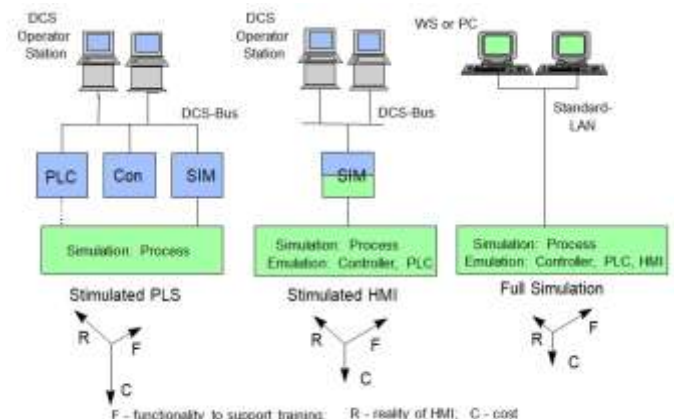 DCS
Operator
Station
DCS-Bus
PLC
Con
SIM
Simulation: Process
Stimulated PLS
R
F
C
DCS
Operator
Station
DCS-Bus
SIM
Simulation: Process
Emulation: Controller, PLC
Stimulated HMI
R
F
C
WS or PC
Standard-
LAN
Simulation: Process
Emulation: Controller, PLC, HMI
Full Simulation
R
F
C
F - functionality to support training; R - reality of HMI; C - cost